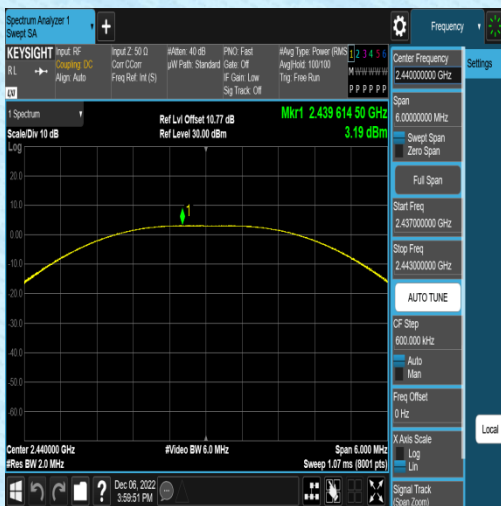 Spectrum Analyzer 1
Swept SA
Frequency
KEYSIGHT
RL
LXI
Input: RF
Coupling: DC
Align: Auto
Input Z: 50 Ω
Corr CCorr
Freq Ref: Int (S)
#Atten: 40 dB
µW Path: Standard
PNO: Fast
Gate: Off
IF Gain: Low
Sig Track: Off
#Avg Type: Power (RMS
Avg|Hold: 100/100
Trig: Free Run
1 2 3 4 5 6
M W W W W W
P P P P P P
1 Spectrum
Scale/Div 10 dB
Log
Ref Lvl Offset 10.77 dB
Ref Level 30.00 dBm
Mkr1 2.439 614 50 GHz
3.19 dBm
20.0
10.0
0.00
-10.0
-20.0
-30.0
-40.0
-50.0
-60.0
1
Center 2.440000 GHz
#Res BW 2.0 MHz
#Video BW 6.0 MHz
Span 6.000 MHz
Sweep 1.07 ms (8001 pts)
Dec 06, 2022
3:59:51 PM
?
Center Frequency
2.440000000 GHz
Span
6.00000000 MHz
Swept Span
Zero Span
Full Span
Start Freq
2.437000000 GHz
Stop Freq
2.443000000 GHz
AUTO TUNE
CF Step
600.000 kHz
Auto
Man
Freq Offset
0 Hz
X Axis Scale
Log
Lin
Signal Track
(Span Zoom)
Settings
Local